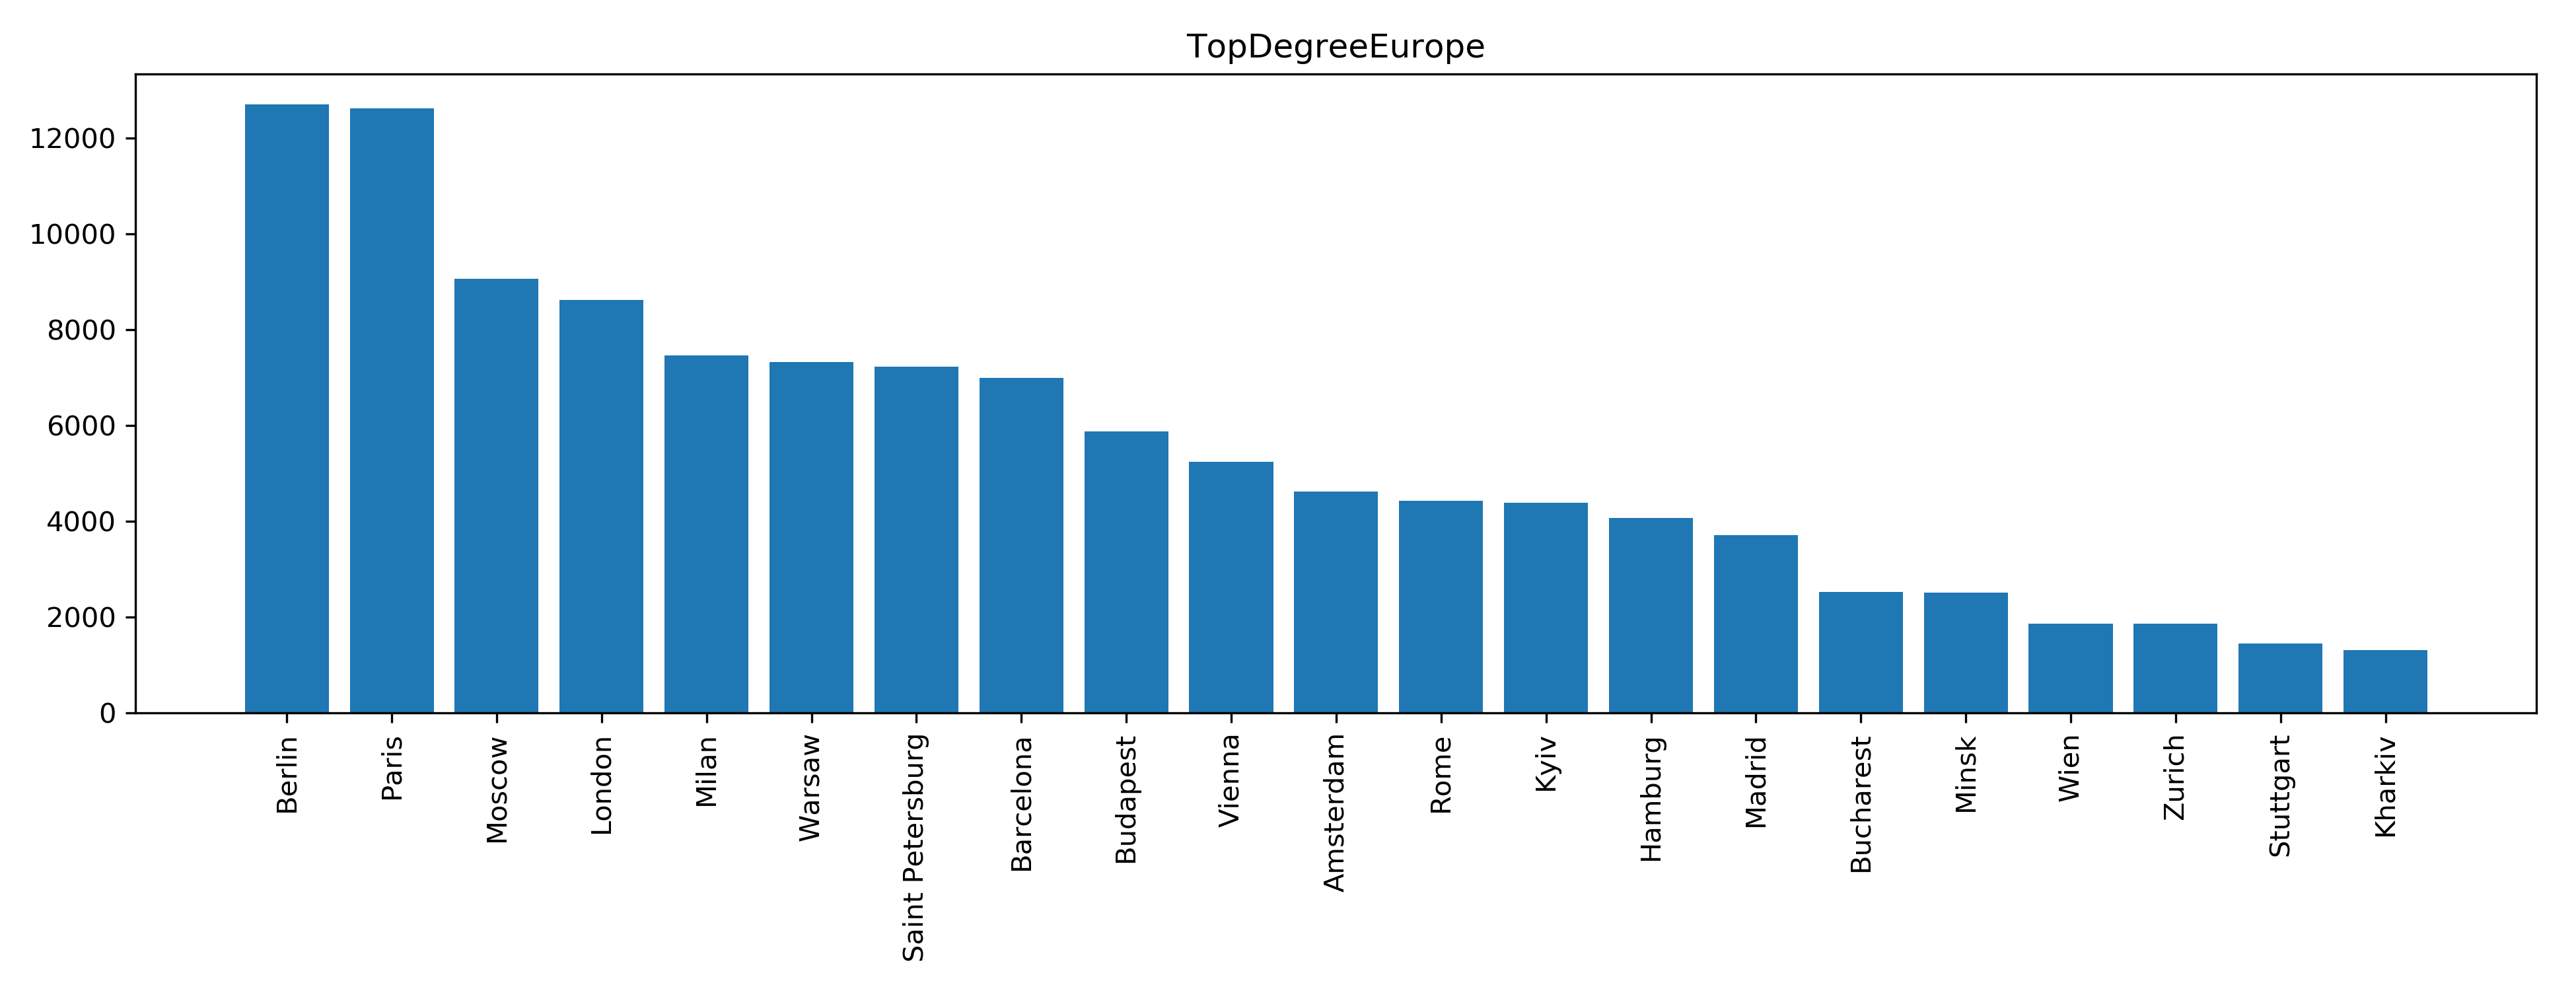 TopDegreeEurope
12000
10000
8000
6000
4000
2000
0
Berlin
Paris
Moscow
London
Milan
Warsaw
Saint Petersburg
Barcelona
Budapest
Vienna
Amsterdam
Rome
Kyiv
Hamburg
Madrid
Bucharest
Minsk
Wien
Zurich
Stuttgart
Kharkiv